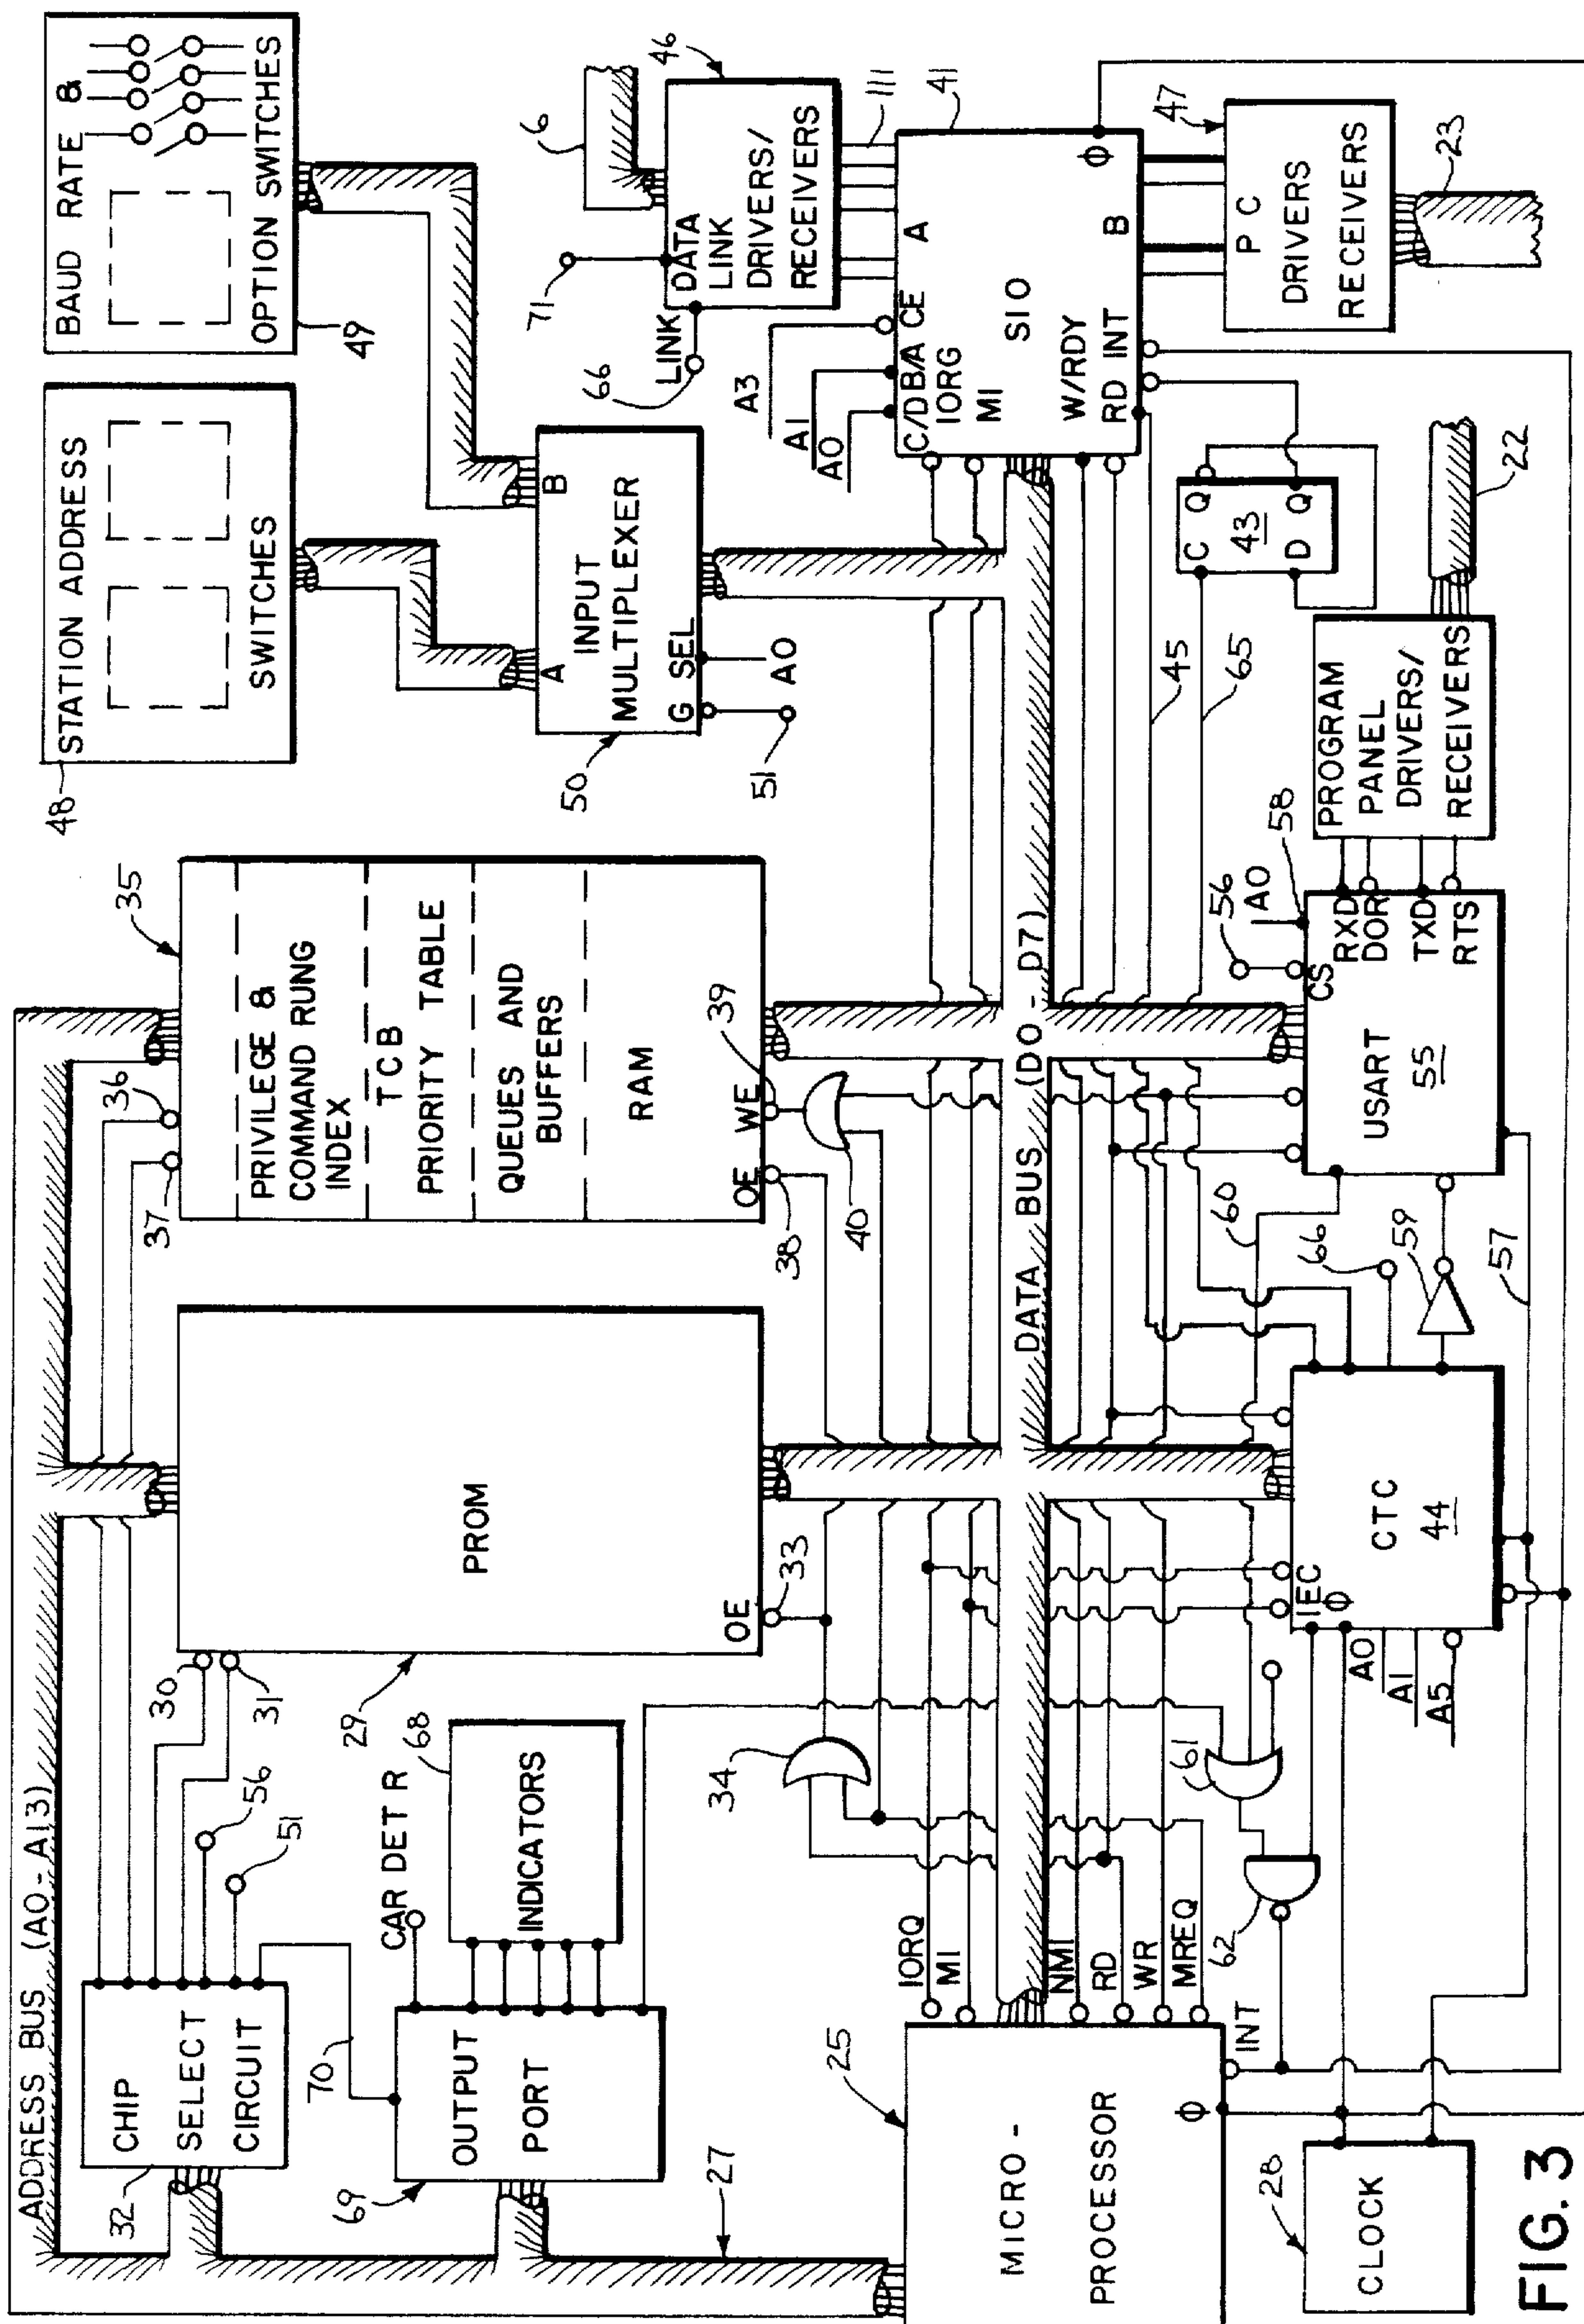 ADDRESS BUS (A0-A13)
CHIP
SELECT
CIRCUIT
32
56
51
30
31
37
36
35
PRIVILEGE &
COMMAND RUNG
INDEX
TCB
PRIORITY TABLE
QUEUES AND
BUFFERS
RAM
OE WE
38
39
40
PROM
OE
33
29
34
70
CAR DET R
68
INDICATORS
OUTPUT
PORT
69
27
48
STATION ADDRESS
SWITCHES
BAUD RATE &
OPTION SWITCHES
49
A
B
INPUT
MULTIPLEXER
G SEL
50
51
A0
6
46
71
DATA
LINK
DRIVERS/
RECEIVERS
LINK
66
111
41
A3
A1
A0
C/D B/A CE
IORG
MI
A
SIO
W/RDY
RD INT
B
Φ
47
PC
DRIVERS
RECEIVERS
23
C Q
43
D Q
45
65
22
PROGRAM
PANEL
DRIVERS/
RECEIVERS
58
A0
56
CS
RXD
DOR
TXD
RTS
USART
55
60
66
59
57
DATA BUS (D0-D7)
CTC
44
IEC
Φ
A0
A1
A5
61
62
25
MICRO-
PROCESSOR
IORQ
MI
NMI
RD
WR
MREQ
INT
Φ
28
CLOCK
FIG. 3